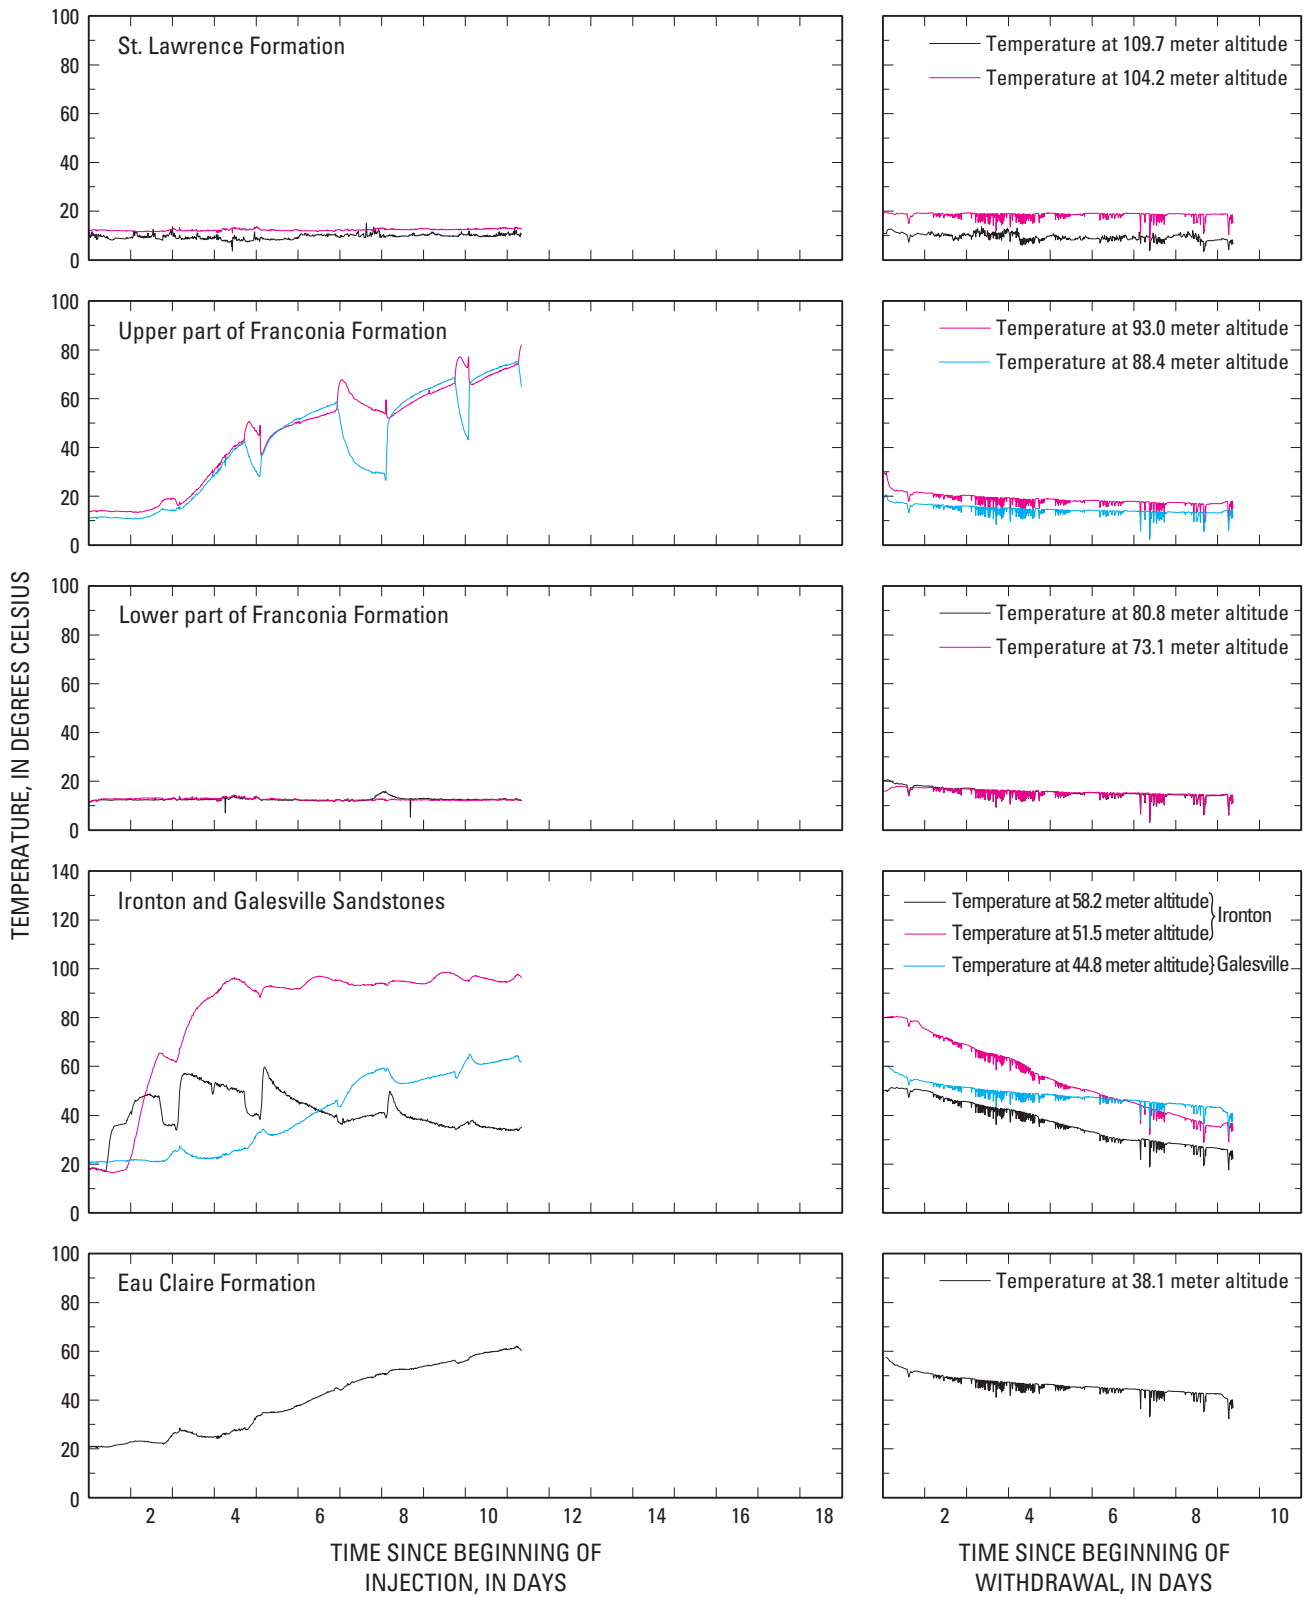 TEMPERATURE, IN DEGREES CELSIUS
100
80
60
40
20
0
St. Lawrence Formation
Temperature at 109.7 meter altitude
Temperature at 104.2 meter altitude
100
80
60
40
20
0
Upper part of Franconia Formation
Temperature at 93.0 meter altitude
Temperature at 88.4 meter altitude
100
80
60
40
20
0
Lower part of Franconia Formation
Temperature at 80.8 meter altitude
Temperature at 73.1 meter altitude
140
120
100
80
60
40
20
0
Ironton and Galesville Sandstones
Temperature at 58.2 meter altitude
Temperature at 51.5 meter altitude
Ironton
Temperature at 44.8 meter altitude} Galesville
100
80
60
40
20
0
Eau Claire Formation
Temperature at 38.1 meter altitude
2 4 6 8 10 12 14 16 18
2 4 6 8 10
TIME SINCE BEGINNING OF
INJECTION, IN DAYS
TIME SINCE BEGINNING OF
WITHDRAWAL, IN DAYS